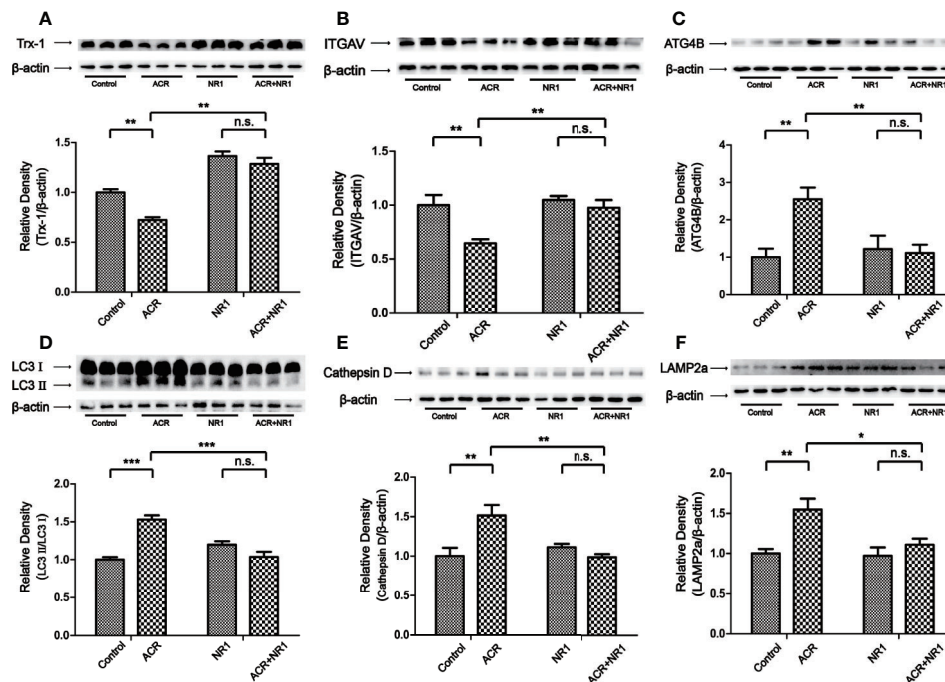 A
Trx-1
β-actin
Control ACR NR1 ACR+NR1
** ** n.s.
Relative Density
(Trx-1/β-actin)
1.5
1.0
0.5
0.0
Control ACR NR1 ACR+NR1
B
ITGAV
β-actin
Control ACR NR1 ACR+NR1
** ** n.s.
Relative Density
(ITGAV/β-actin)
1.5
1.0
0.5
0.0
Control ACR NR1 ACR+NR1
C
ATG4B
β-actin
Control ACR NR1 ACR+NR1
** ** n.s.
Relative Density
(ATG4B/β-actin)
4
3
2
1
0
Control ACR NR1 ACR+NR1
D
LC3 I
LC3 II
β-actin
Control ACR NR1 ACR+NR1
*** *** n.s.
Relative Density
(LC3 II/LC3 I)
2.0
1.5
1.0
0.5
0.0
Control ACR NR1 ACR+NR1
E
Cathepsin D
β-actin
Control ACR NR1 ACR+NR1
** ** n.s.
Relative Density
(Cathepsin D/β-actin)
2.0
1.5
1.0
0.5
0.0
Control ACR NR1 ACR+NR1
F
LAMP2a
β-actin
Control ACR NR1 ACR+NR1
* ** n.s.
Relative Density
(LAMP2a/β-actin)
2.0
1.5
1.0
0.5
0.0
Control ACR NR1 ACR+NR1